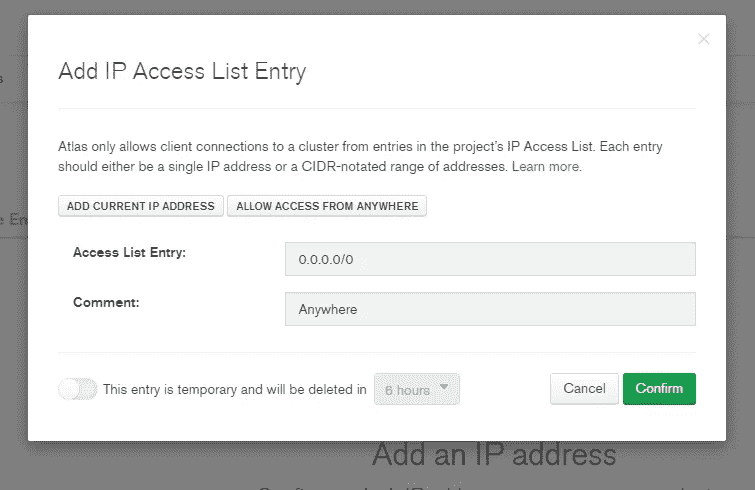 Add IP Access List Entry
Atlas only allows client connections to a cluster from entries in the project's IP Access List. Each entry
should either be a single IP address or a CIDR-notated range of addresses. Learn more.
ADD CURRENT IP ADDRESS ALLOW ACCESS FROM ANYWHERE
Access List Entry: 0.0.0.0/0
Comment: Anywhere
This entry is temporary and will be deleted in 6 hours Cancel Confirm
Add an IP address